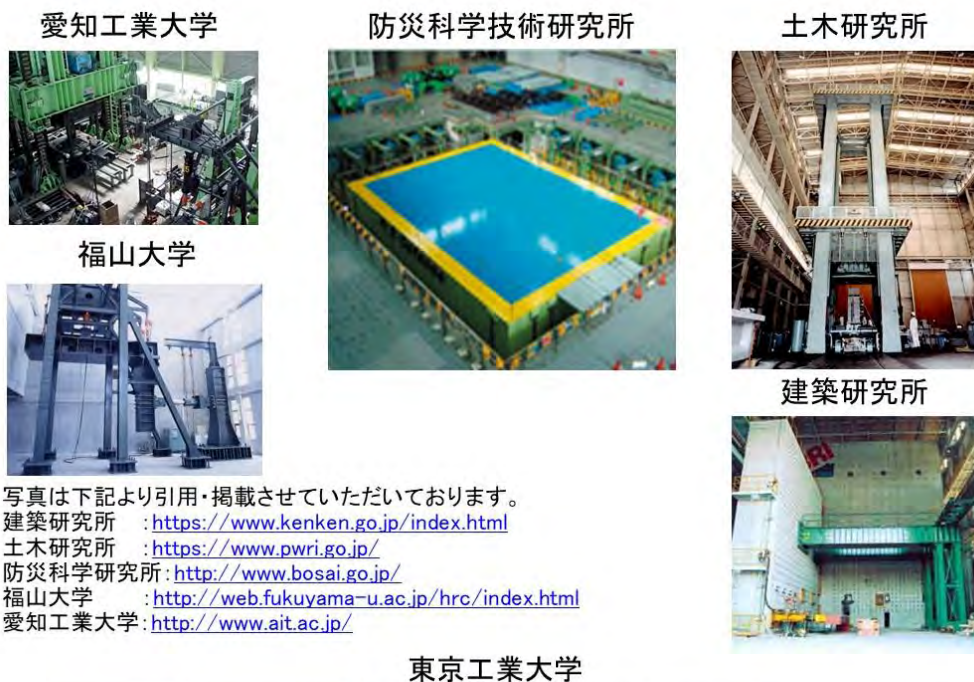 愛知工業大学
防災科学技術研究所
土木研究所
福山大学
建築研究所
写真は下記より引用・掲載させていただいております。
建築研究所　:https://www.kenken.go.jp/index.html
土木研究所　:https://www.pwri.go.jp/
防災科学研究所:http://www.bosai.go.jp/
福山大学　　:http://web.fukuyama-u.ac.jp/hrc/index.html
愛知工業大学:http://www.ait.ac.jp/
東京工業大学